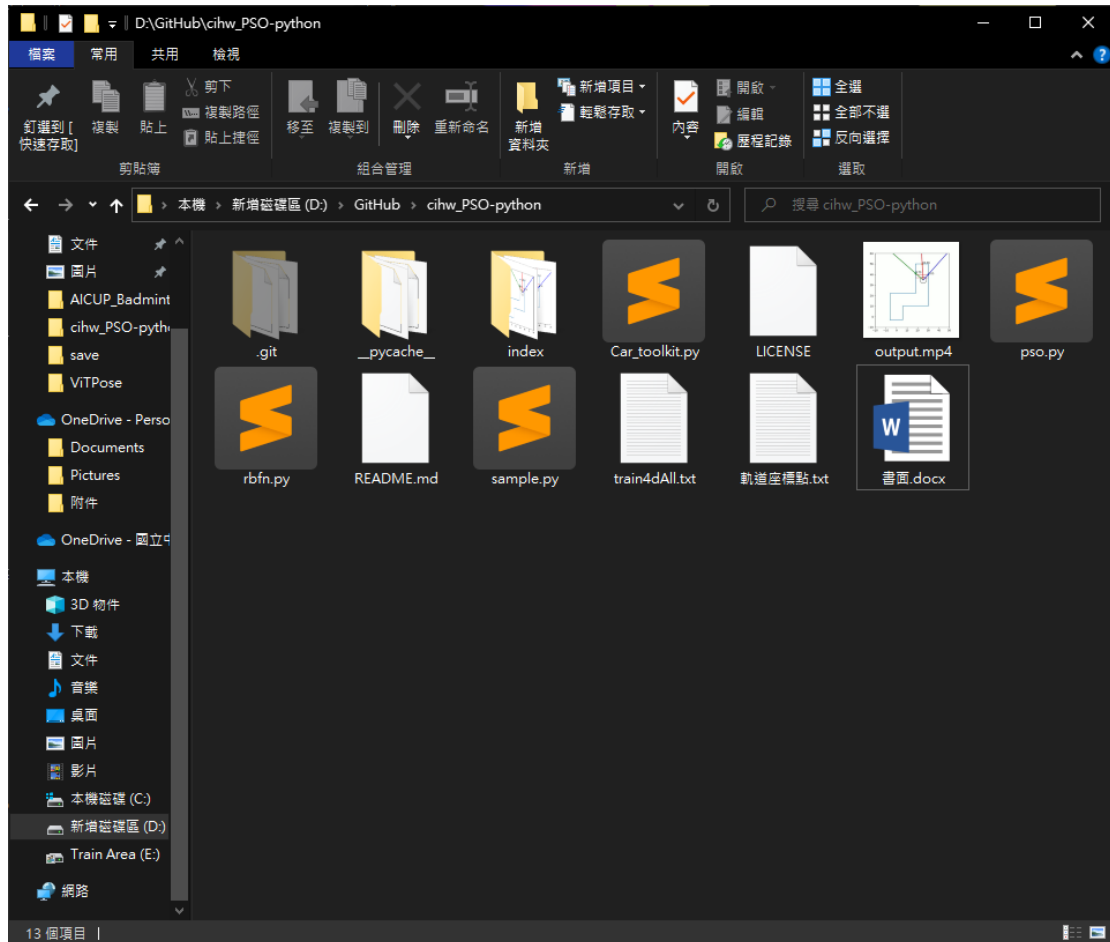 D:\GitHub\cihw_PSO-python
檔案 常用 共用 檢視
釘選到 [
快速存取]
複製
貼上
剪下
複製路徑
貼上捷徑
剪貼簿
移至
複製到
刪除
重新命名
組合管理
新增
資料夾
新增項目
輕鬆存取
新增
內容
開啟
編輯
歷程記錄
開啟
全選
全部不選
反向選擇
選取
本機 › 新增磁碟區 (D:) › GitHub › cihw_PSO-python
搜尋 cihw_PSO-python
文件
圖片
AICUP_Badmint
cihw_PSO-pyth
save
ViTPose
OneDrive - Perso
Documents
Pictures
附件
OneDrive - 國立
本機
3D 物件
下載
文件
音樂
桌面
圖片
影片
本機磁碟 (C:)
新增磁碟區 (D:)
Train Area (E:)
網路
.git
__pycache__
index
Car_toolkit.py
LICENSE
output.mp4
pso.py
rbfn.py
README.md
sample.py
train4dAll.txt
軌道座標點.txt
W
書面.docx
13 個項目